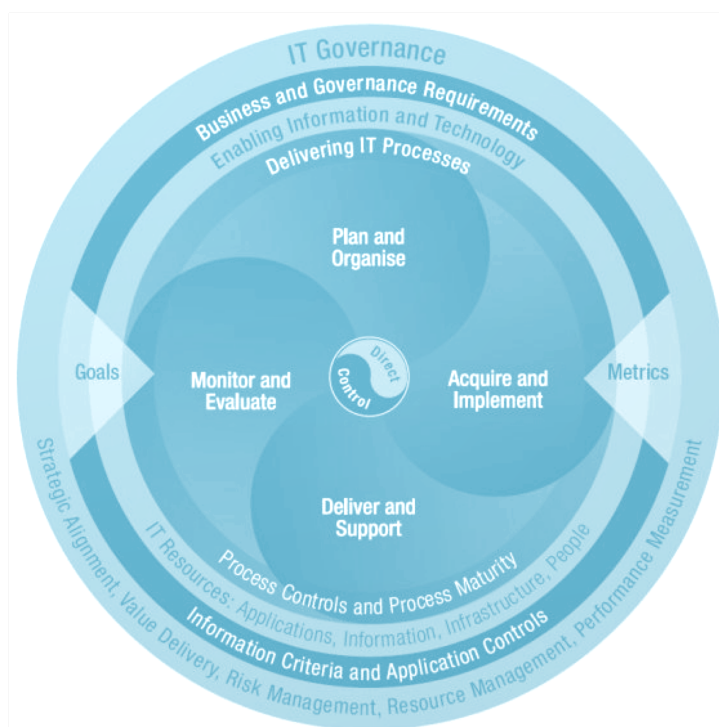 IT Governance
Business and Governance Requirements
Enabling Information and Technology
Delivering IT Processes
Plan and
Organise
Goals
Monitor and
Evaluate
Direct
Control
Acquire and
Implement
Metrics
Deliver and
Support
Process Controls and Process Maturity
IT Resources: Applications, Information, Infrastructure, People
Information Criteria and Application Controls
Strategic Alignment, Value Delivery, Risk Management, Resource Management, Performance Measurement